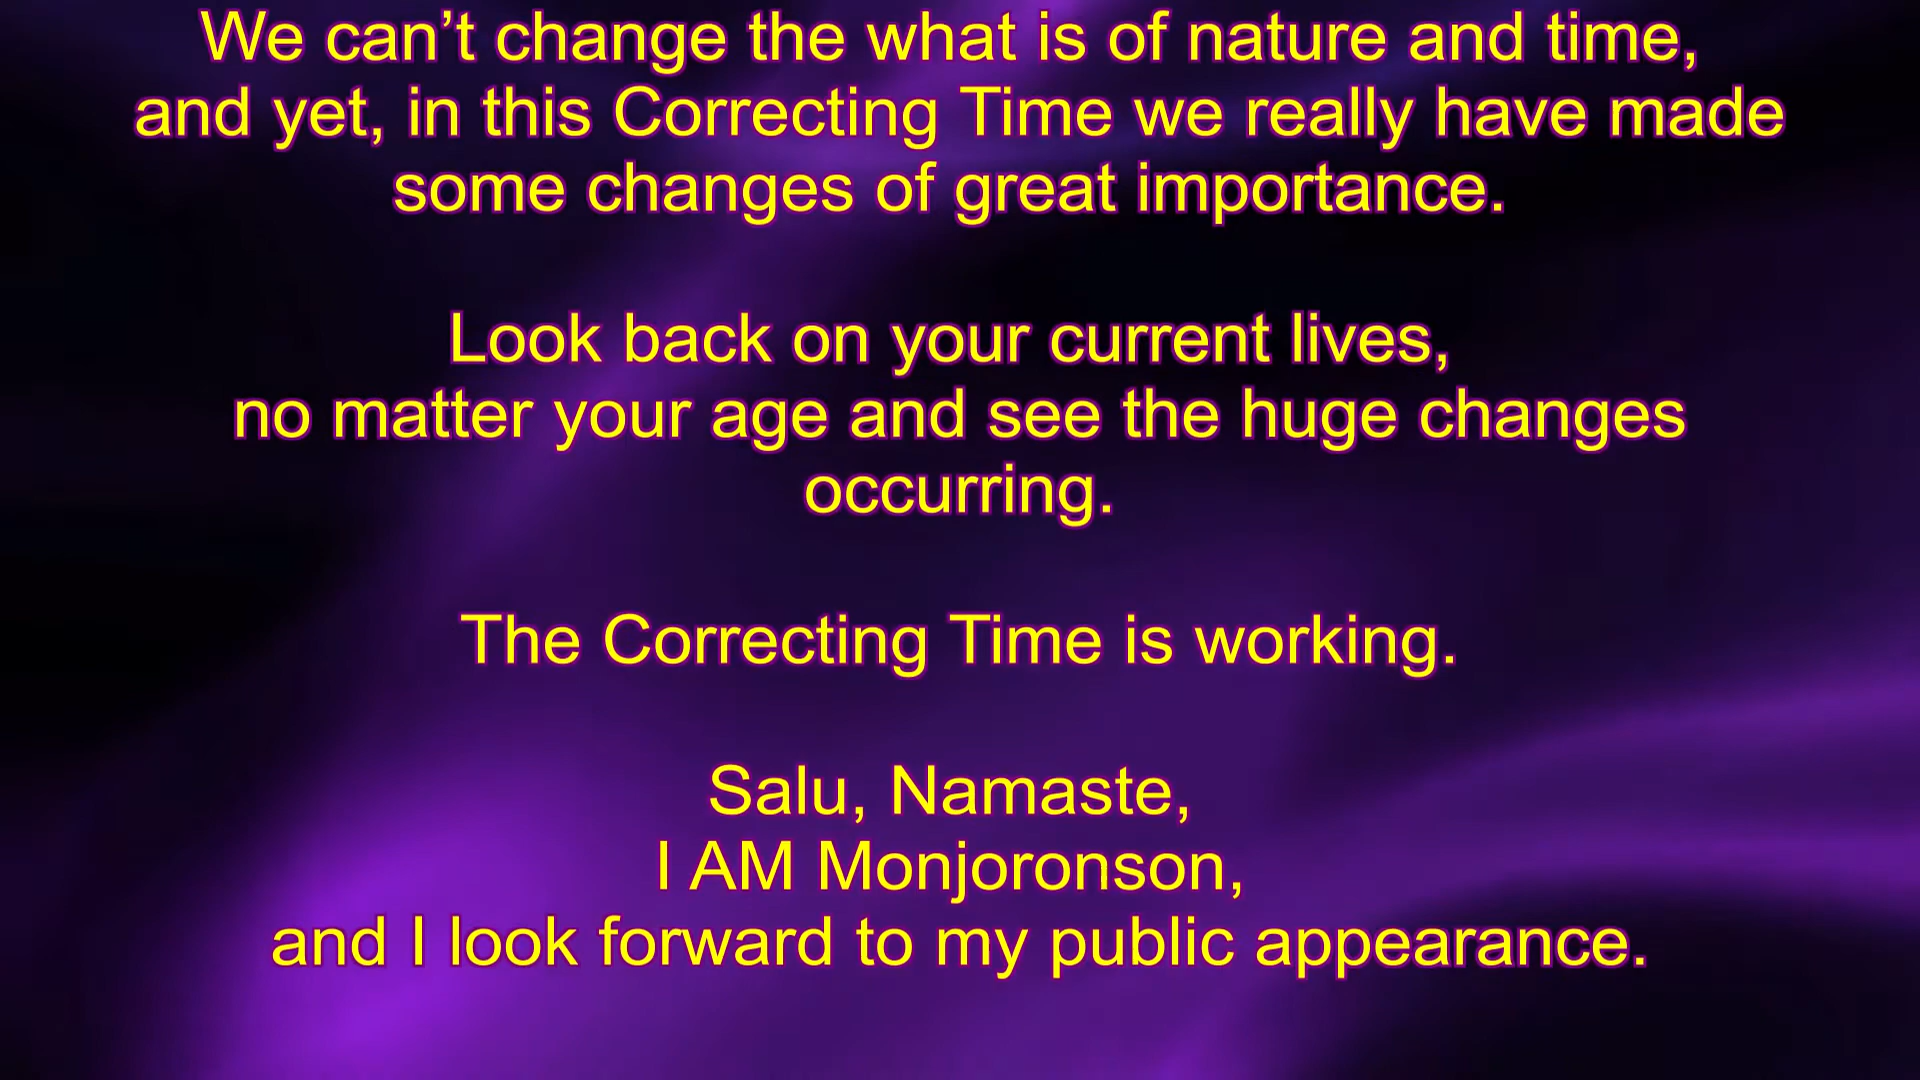 We can’t change the what is of nature and time,
and yet, in this Correcting Time we really have made
some changes of great importance.
Look back on your current lives,
no matter your age and see the huge changes
occurring.
The Correcting Time is working.
Salu, Namaste,
I AM Monjoronson,
and I look forward to my public appearance.